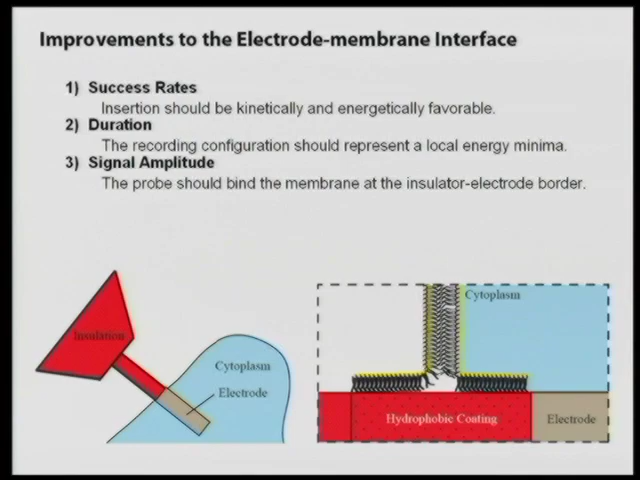 Improvements to the Electrode-membrane Interface
1) Success Rates
Insertion should be kinetically and energetically favorable.
2) Duration
The recording configuration should represent a local energy minima.
3) Signal Amplitude
The probe should bind the membrane at the insulator-electrode border.
Insulation
Cytoplasm
Electrode
Cytoplasm
Hydrophobic Coating
Electrode